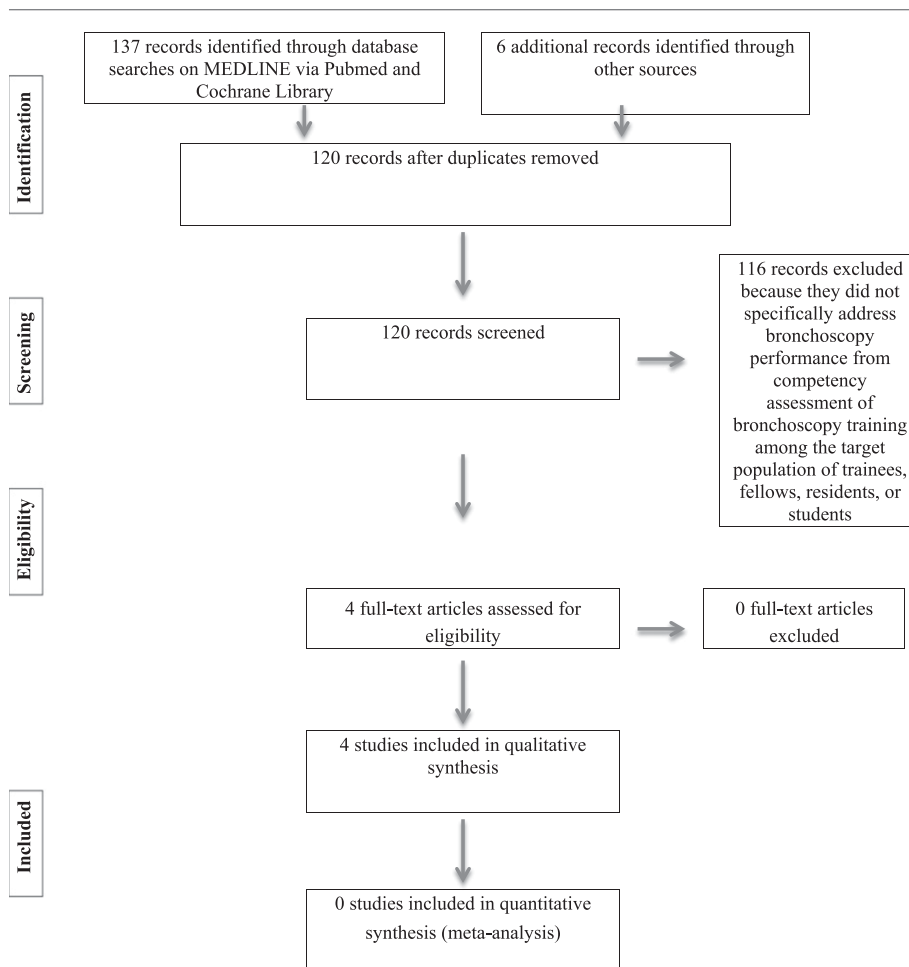 137 records identified through database
searches on MEDLINE via Pubmed and
Cochrane Library
6 additional records identified through
other sources
Identification
120 records after duplicates removed
Screening
120 records screened
116 records excluded
because they did not
specifically address
bronchoscopy
performance from
competency
assessment of
bronchoscopy training
among the target
population of trainees,
fellows, residents, or
students
Eligibility
4 full-text articles assessed for
eligibility
0 full-text articles
excluded
4 studies included in qualitative
synthesis
Included
0 studies included in quantitative
synthesis (meta-analysis)